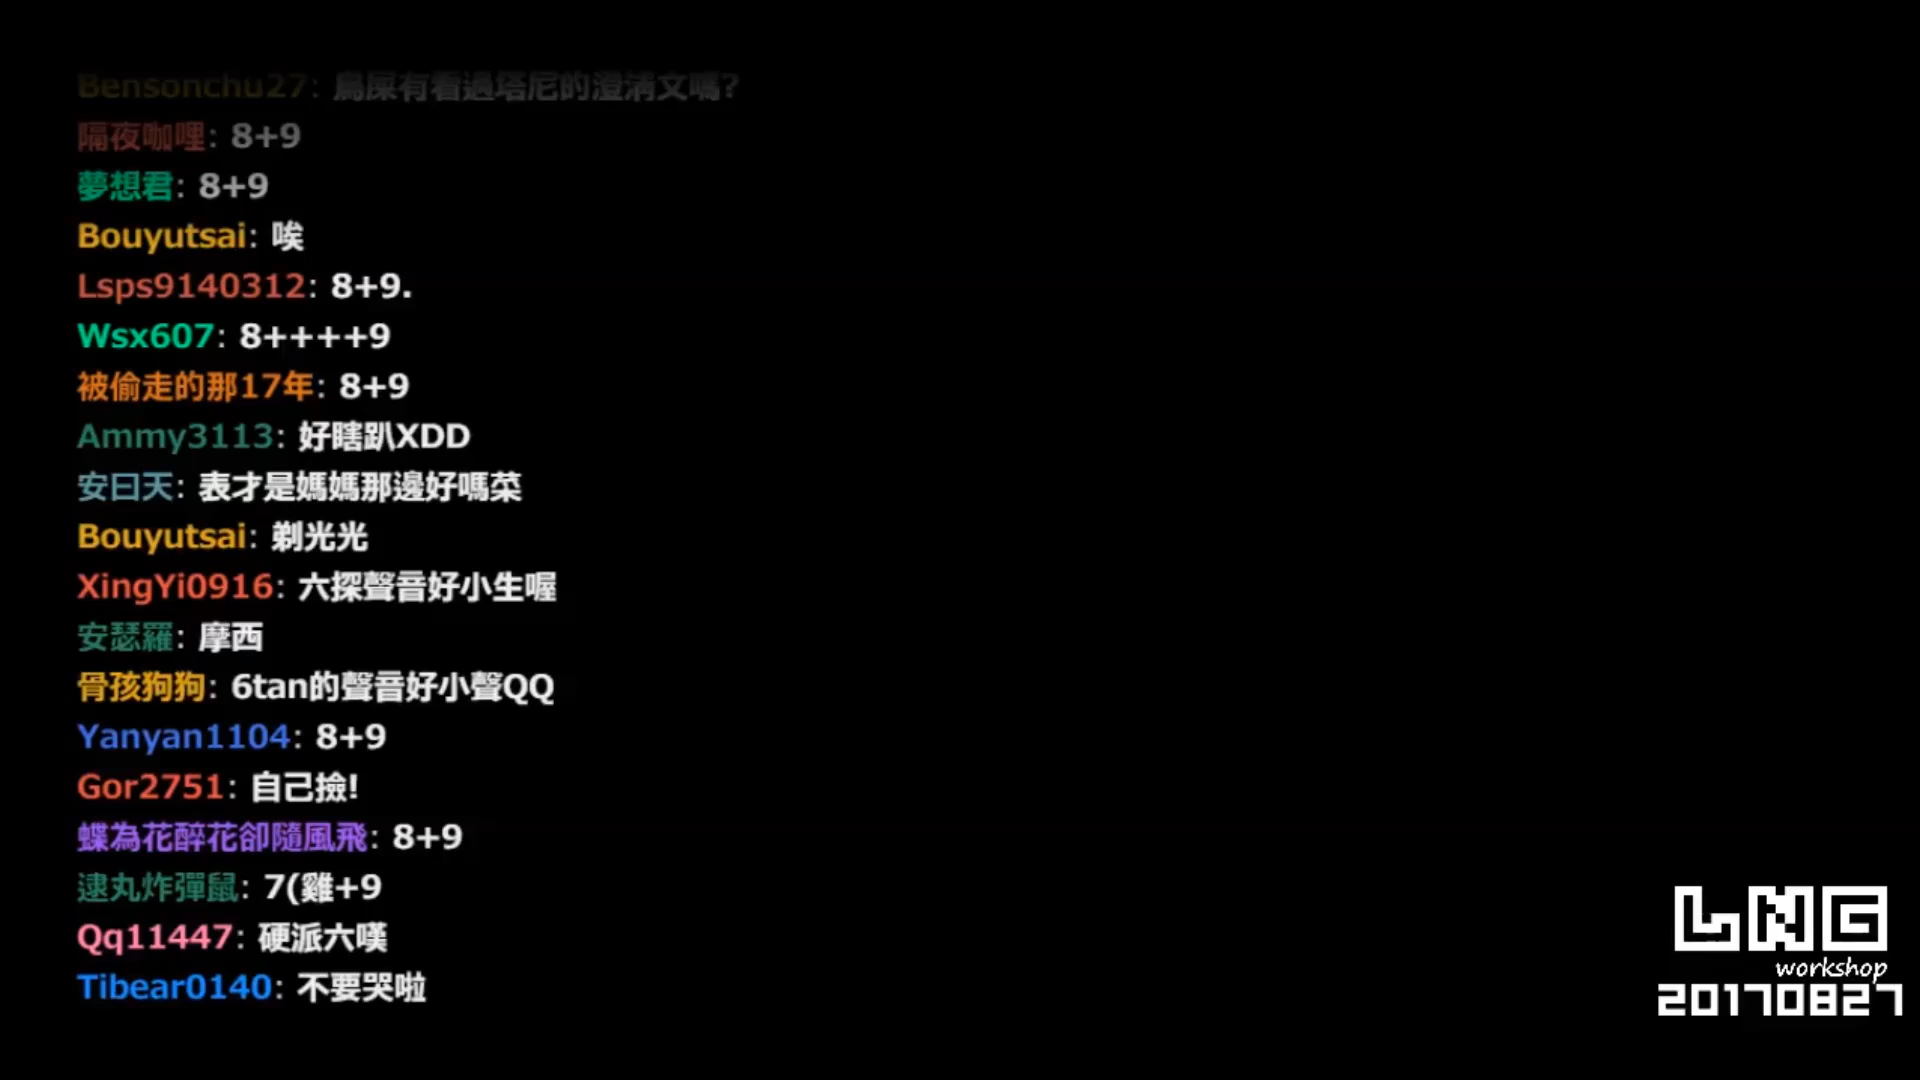 Bensonchu27: 鳥屎有看過塔尼的澄清文嗎?
隔夜咖哩: 8+9
夢想君: 8+9
Bouyutsai: 唉
Lsps9140312: 8+9.
Wsx607: 8++++9
被偷走的那17年: 8+9
Ammy3113: 好瞎趴XDD
安曰天: 表才是媽媽那邊好嗎菜
Bouyutsai: 剃光光
XingYi0916: 六探聲音好小生喔
安瑟羅: 摩西
骨孩狗狗: 6tan的聲音好小聲QQ
Yanyan1104: 8+9
Gor2751: 自己撿!
蝶為花醉花卻隨風飛: 8+9
逮丸炸彈鼠: 7(雞+9
Qq11447: 硬派六嘆
Tibear0140: 不要哭啦
LNG
workshop
20170827